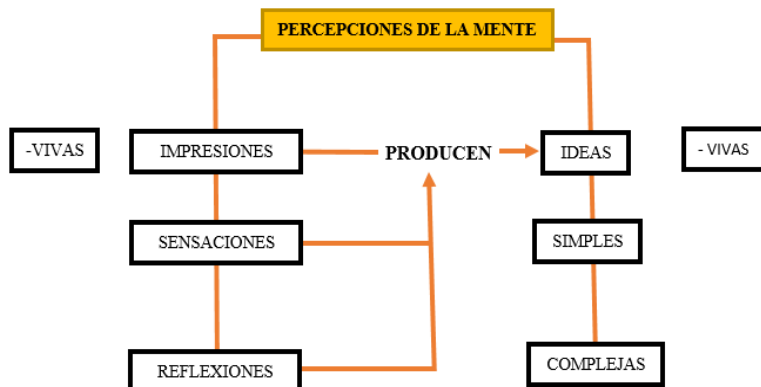 PERCEPCIONES DE LA MENTE
-VIVAS
IMPRESIONES
PRODUCEN
IDEAS
- VIVAS
SENSACIONES
SIMPLES
REFLEXIONES
COMPLEJAS